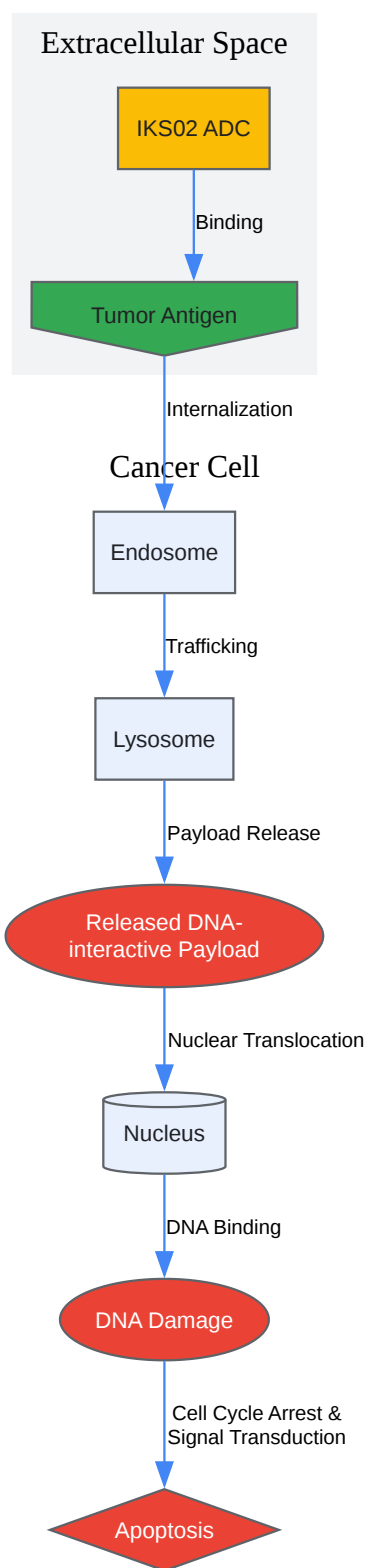 Extracellular Space
IKS02 ADC
Binding
Tumor Antigen
Internalization
Cancer Cell
Endosome
Trafficking
Lysosome
Payload Release
Released DNA-
interactive Payload
Nuclear Translocation
Nucleus
DNA Binding
DNA Damage
Cell Cycle Arrest &
Signal Transduction
Apoptosis